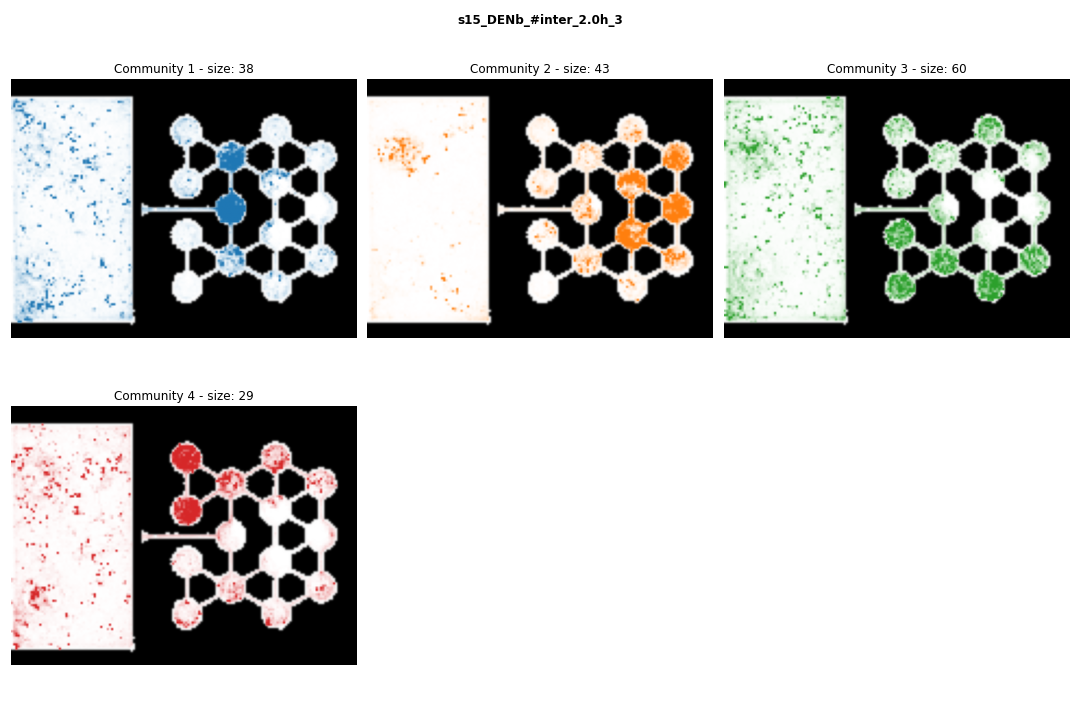 s15_DENb_#inter_2.0h_3
Community 1 - size: 38
Community 2 - size: 43
Community 3 - size: 60
Community 4 - size: 29